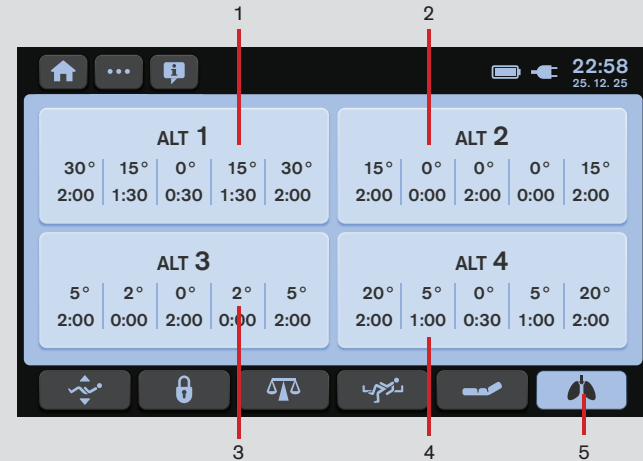 1 2
22:58
25. 12. 25
ALT 1
30° 15° 0° 15° 30°
2:00 1:30 0:30 1:30 2:00
ALT 2
15° 0° 0° 0° 15°
2:00 0:00 2:00 0:00 2:00
ALT 3
5° 2° 0° 2° 5°
2:00 0:00 2:00 0:00 2:00
ALT 4
20° 5° 0° 5° 20°
2:00 1:00 0:30 1:00 2:00
3 4 5